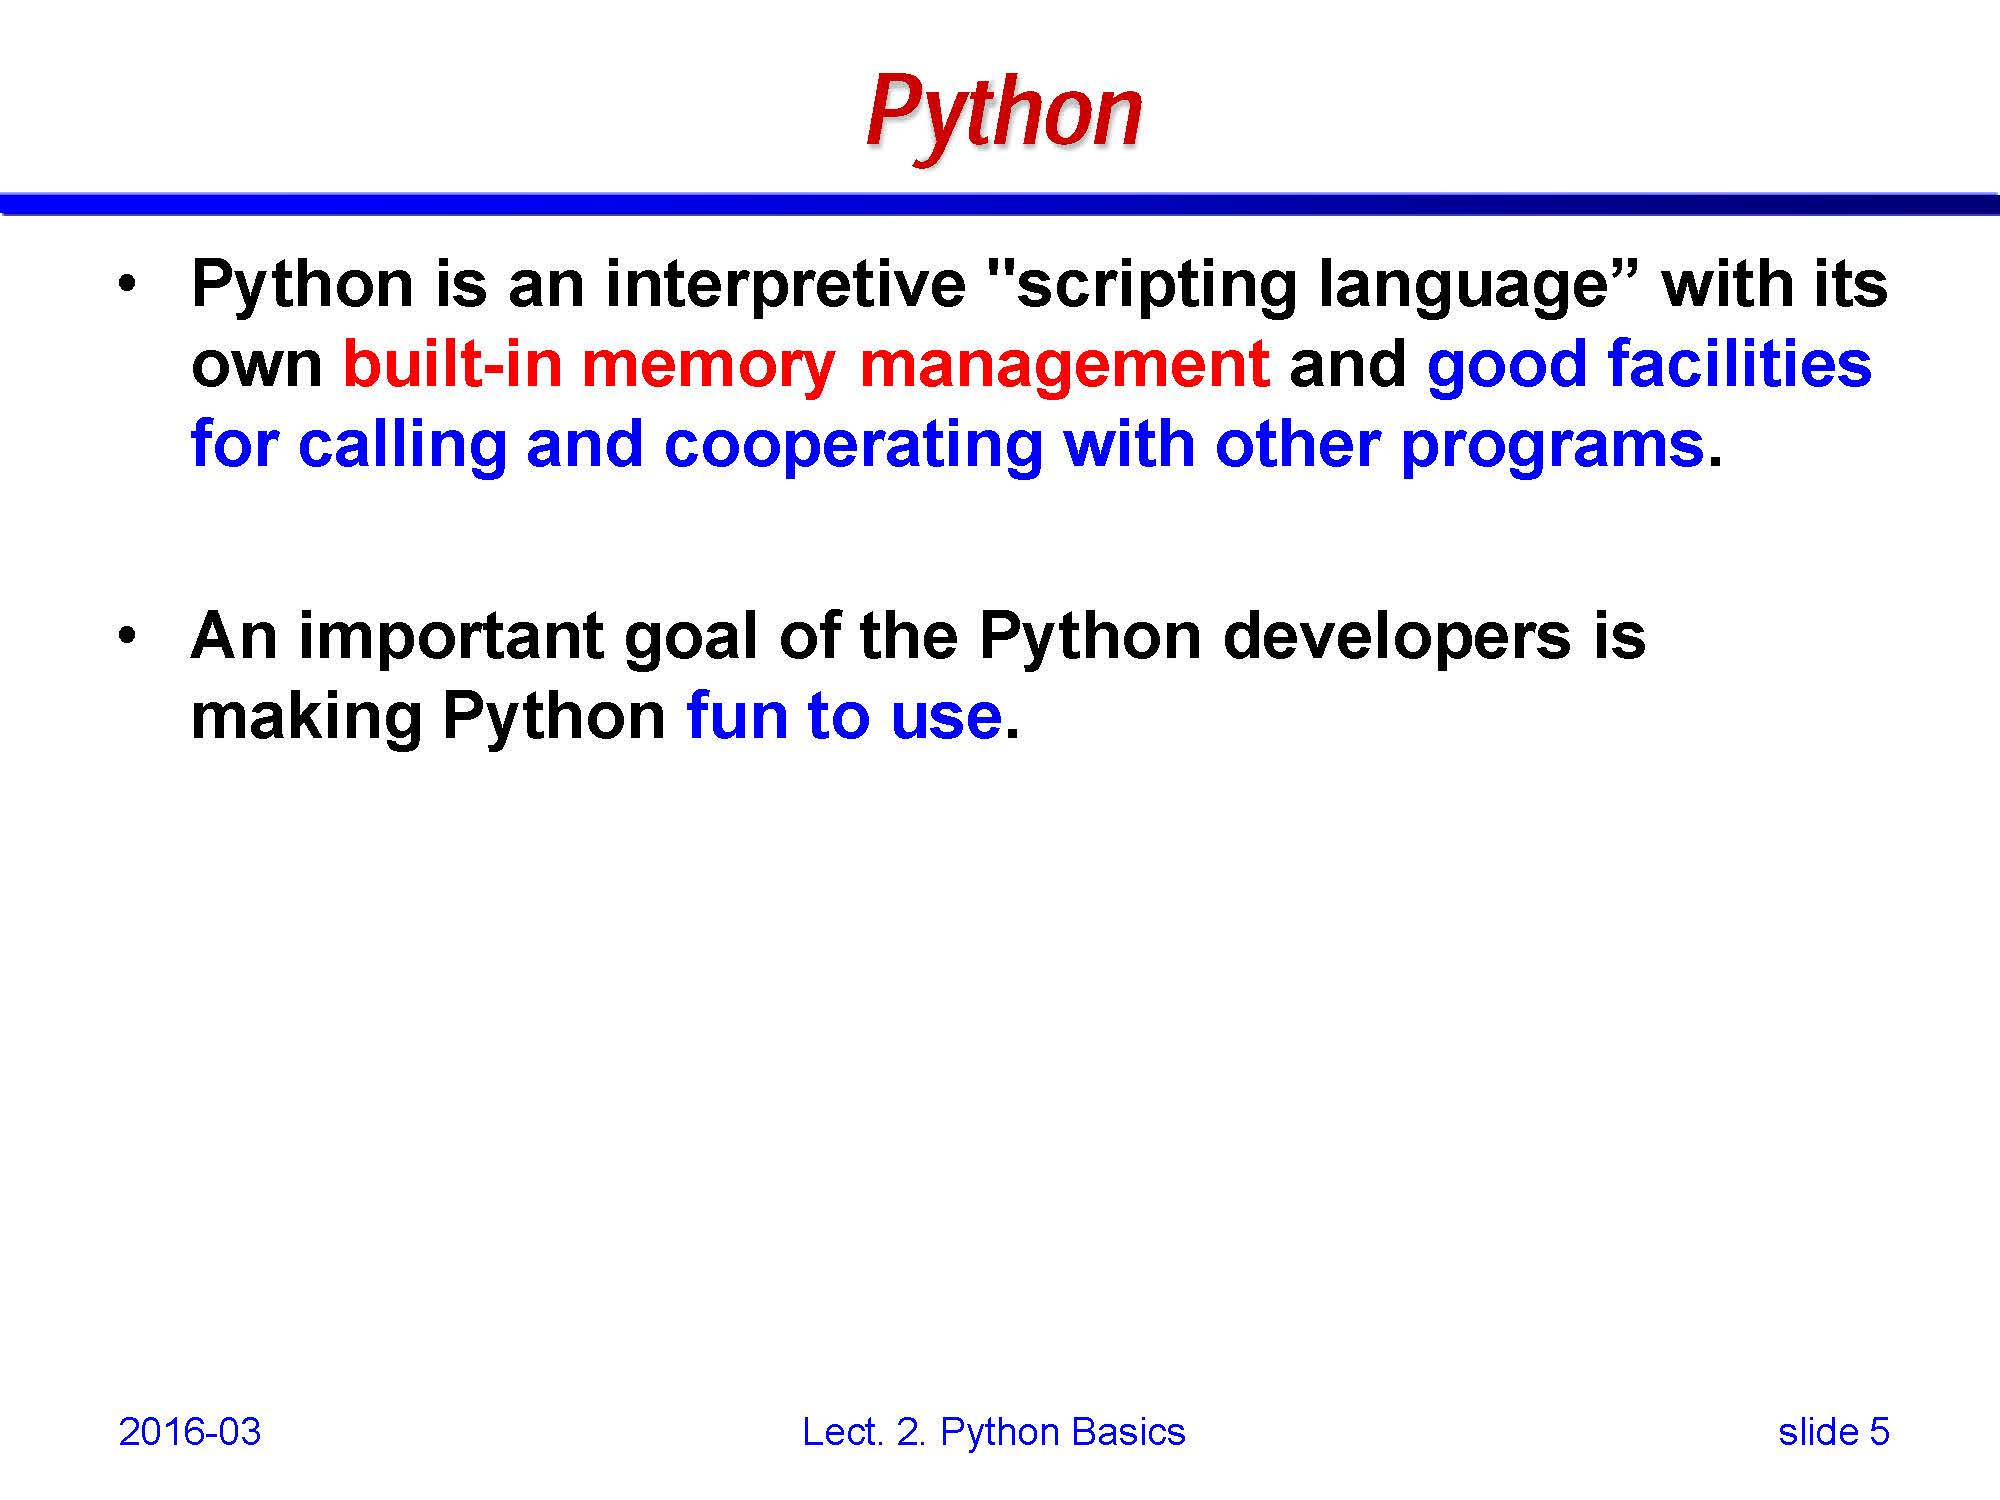 Python
• Python is an interpretive "scripting language” with its
own built-in memory management and good facilities
for calling and cooperating with other programs.
• An important goal of the Python developers is
making Python fun to use.
2016-03
Lect. 2. Python Basics
slide 5